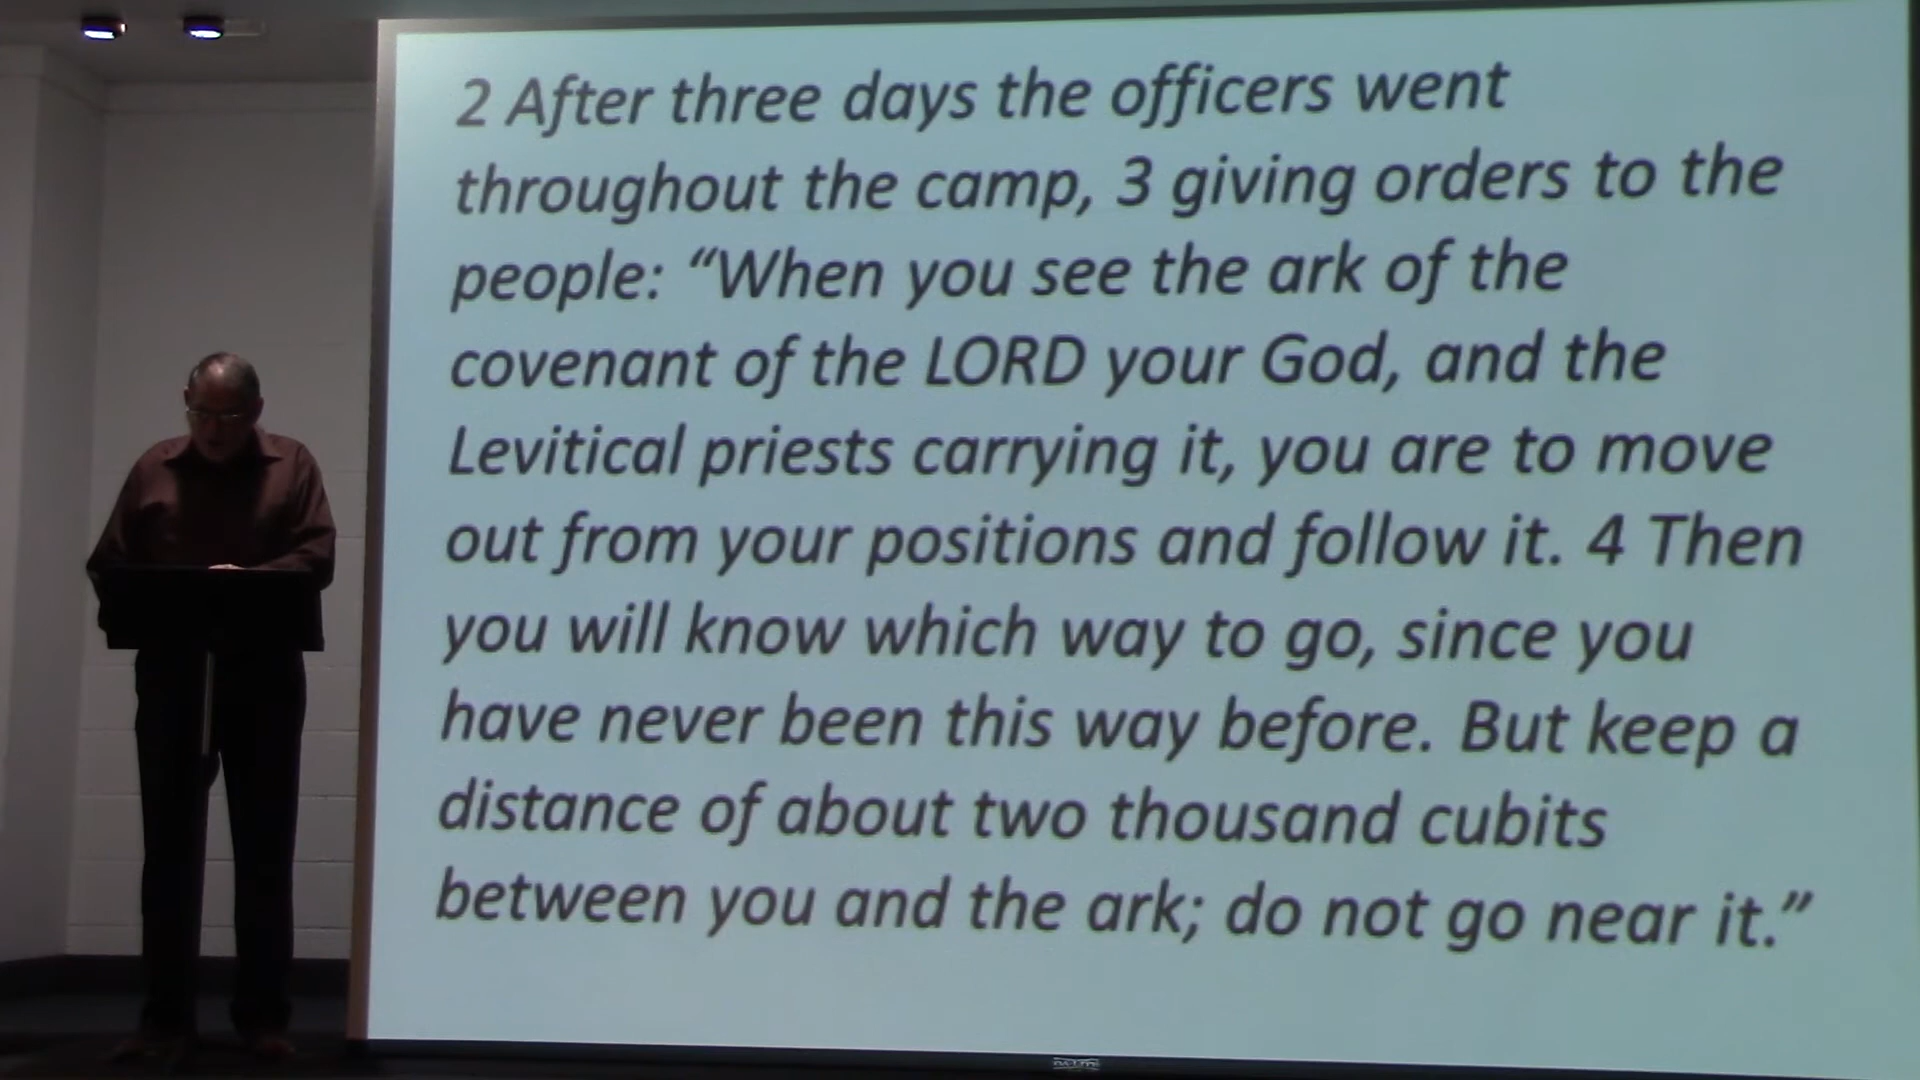 2 After three days the officers went
throughout the camp, 3 giving orders to the
people: “When you see the ark of the
covenant of the LORD your God, and the
Levitical priests carrying it, you are to move
out from your positions and follow it. 4 Then
you will know which way to go, since you
have never been this way before. But keep a
distance of about two thousand cubits
between you and the ark; do not go near it.”